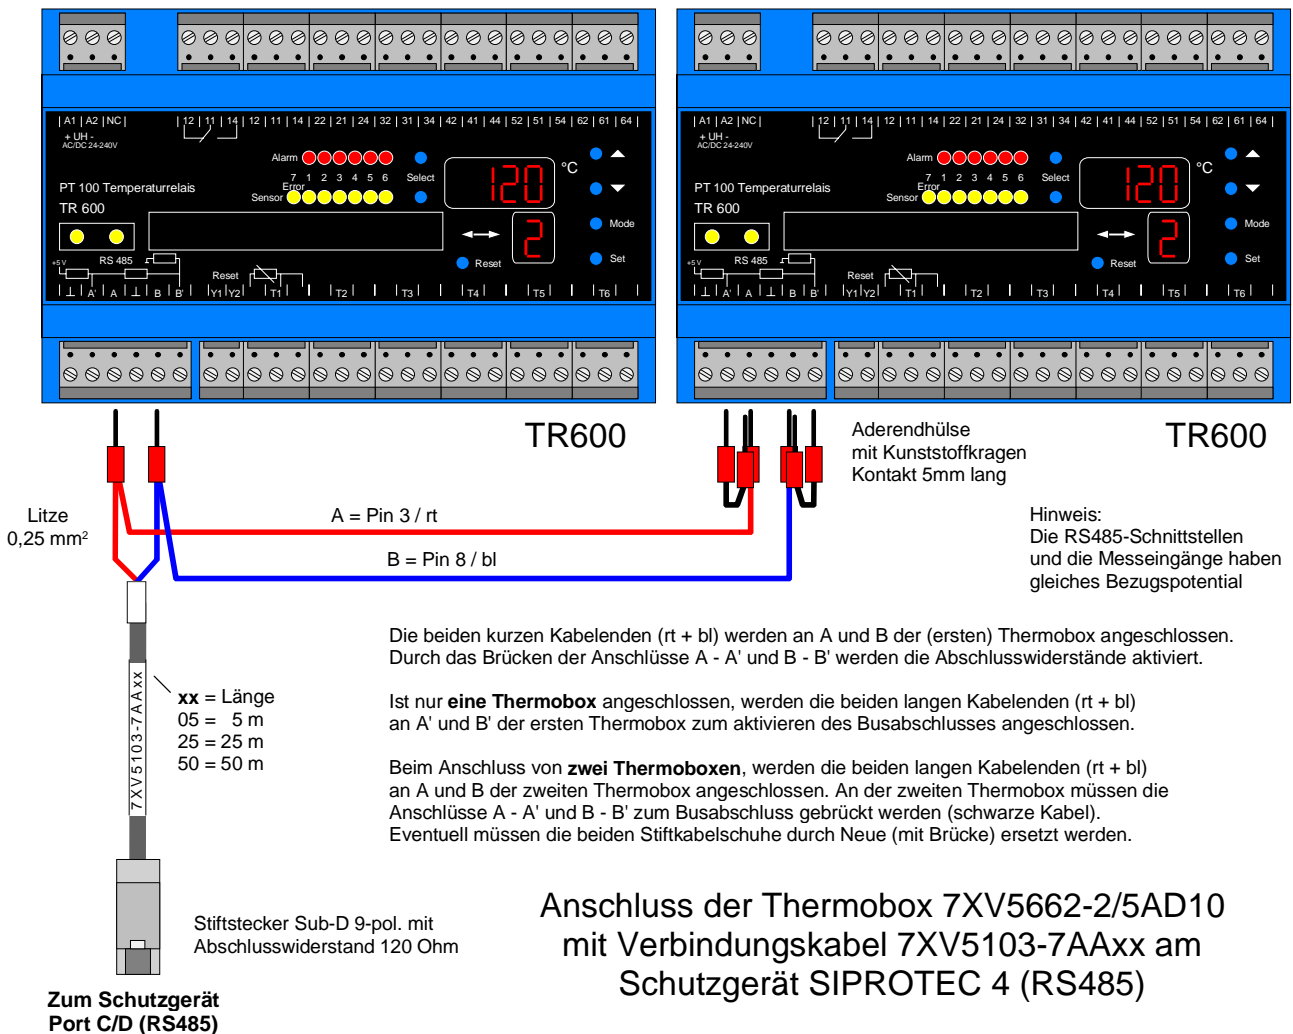 | A1 | A2 | NC |
| 12 | 11 | 14 | 12 | 11 | 14 | 22 | 21 | 24 | 32 | 31 | 34 | 42 | 41 | 44 | 52 | 51 | 54 | 62 | 61 | 64 |
+ UH -
AC/DC 24-240V
Alarm
7 1 2 3 4 5 6
Error
Sensor
Select
120
°C
PT 100 Temperaturrelais
TR 600
2
Mode
Set
Reset
+5 V
RS 485
Reset
| ⊥ | A' | A | ⊥ | B | B' |
| Y1 | Y2 | T1 | T2 | T3 | T4 | T5 | T6 |
| A1 | A2 | NC |
| 12 | 11 | 14 | 12 | 11 | 14 | 22 | 21 | 24 | 32 | 31 | 34 | 42 | 41 | 44 | 52 | 51 | 54 | 62 | 61 | 64 |
+ UH -
AC/DC 24-240V
Alarm
7 1 2 3 4 5 6
Error
Sensor
Select
120
°C
PT 100 Temperaturrelais
TR 600
2
Mode
Set
Reset
+5 V
RS 485
Reset
| ⊥ | A' | A | ⊥ | B | B' |
| Y1 | Y2 | T1 | T2 | T3 | T4 | T5 | T6 |
TR600
Aderendhülse
mit Kunststoffkragen
Kontakt 5mm lang
TR600
Litze
0,25 mm²
A = Pin 3 / rt
B = Pin 8 / bl
Hinweis:
Die RS485-Schnittstellen
und die Messeingänge haben
gleiches Bezugspotential
Die beiden kurzen Kabelenden (rt + bl) werden an A und B der (ersten) Thermobox angeschlossen.
Durch das Brücken der Anschlüsse A - A' und B - B' werden die Abschlusswiderstände aktiviert.
Ist nur eine Thermobox angeschlossen, werden die beiden langen Kabelenden (rt + bl)
an A' und B' der ersten Thermobox zum aktivieren des Busabschlusses angeschlossen.
Beim Anschluss von zwei Thermoboxen, werden die beiden langen Kabelenden (rt + bl)
an A und B der zweiten Thermobox angeschlossen. An der zweiten Thermobox müssen die
Anschlüsse A - A' und B - B' zum Busabschluss gebrückt werden (schwarze Kabel).
Eventuell müssen die beiden Stiftkabelschuhe durch Neue (mit Brücke) ersetzt werden.
7XV5103-7AAxx
xx = Länge
05 = 5 m
25 = 25 m
50 = 50 m
Stiftstecker Sub-D 9-pol. mit
Abschlusswiderstand 120 Ohm
Zum Schutzgerät
Port C/D (RS485)
Anschluss der Thermobox 7XV5662-2/5AD10
mit Verbindungskabel 7XV5103-7AAxx am
Schutzgerät SIPROTEC 4 (RS485)